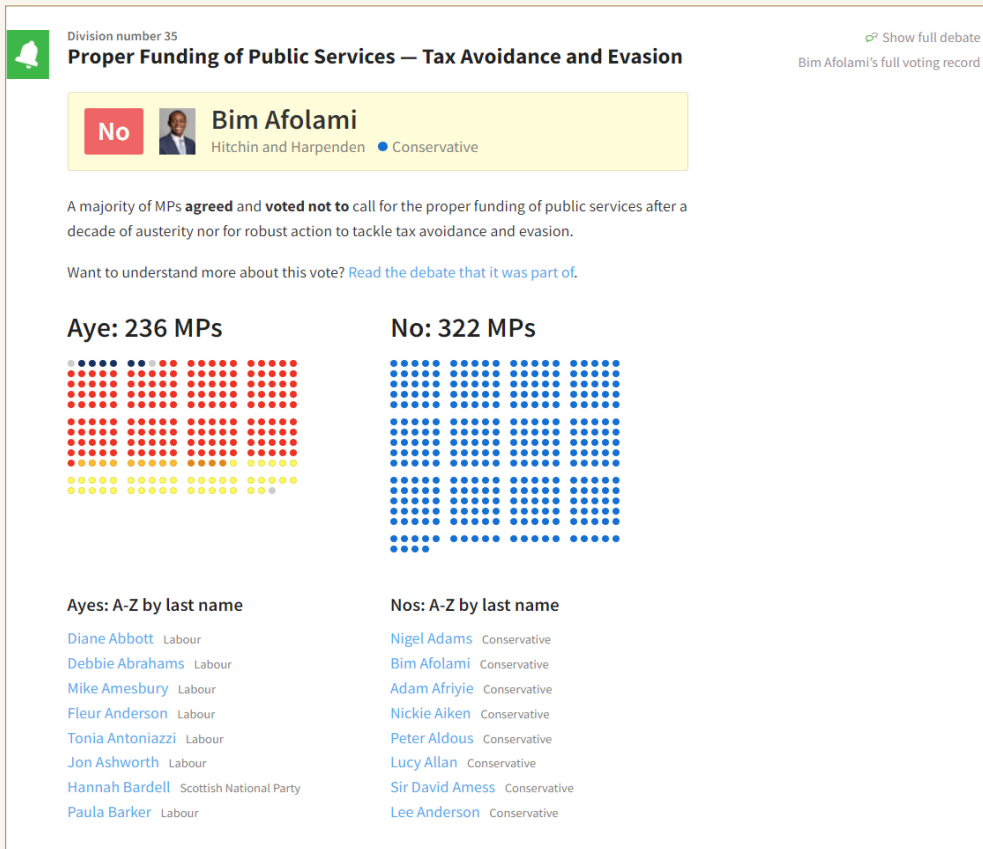 Division number 35
Proper Funding of Public Services — Tax Avoidance and Evasion
Show full debate
Bim Afolami's full voting record
No
Bim Afolami
Hitchin and Harpenden Conservative
A majority of MPs agreed and voted not to call for the proper funding of public services after a
decade of austerity nor for robust action to tackle tax avoidance and evasion.
Want to understand more about this vote? Read the debate that it was part of.
Aye: 236 MPs
No: 322 MPs
Ayes: A-Z by last name
Diane Abbott Labour
Debbie Abrahams Labour
Mike Amesbury Labour
Fleur Anderson Labour
Tonia Antoniazzi Labour
Jon Ashworth Labour
Hannah Bardell Scottish National Party
Paula Barker Labour
Nos: A-Z by last name
Nigel Adams Conservative
Bim Afolami Conservative
Adam Afriyie Conservative
Nickie Aiken Conservative
Peter Aldous Conservative
Lucy Allan Conservative
Sir David Amess Conservative
Lee Anderson Conservative